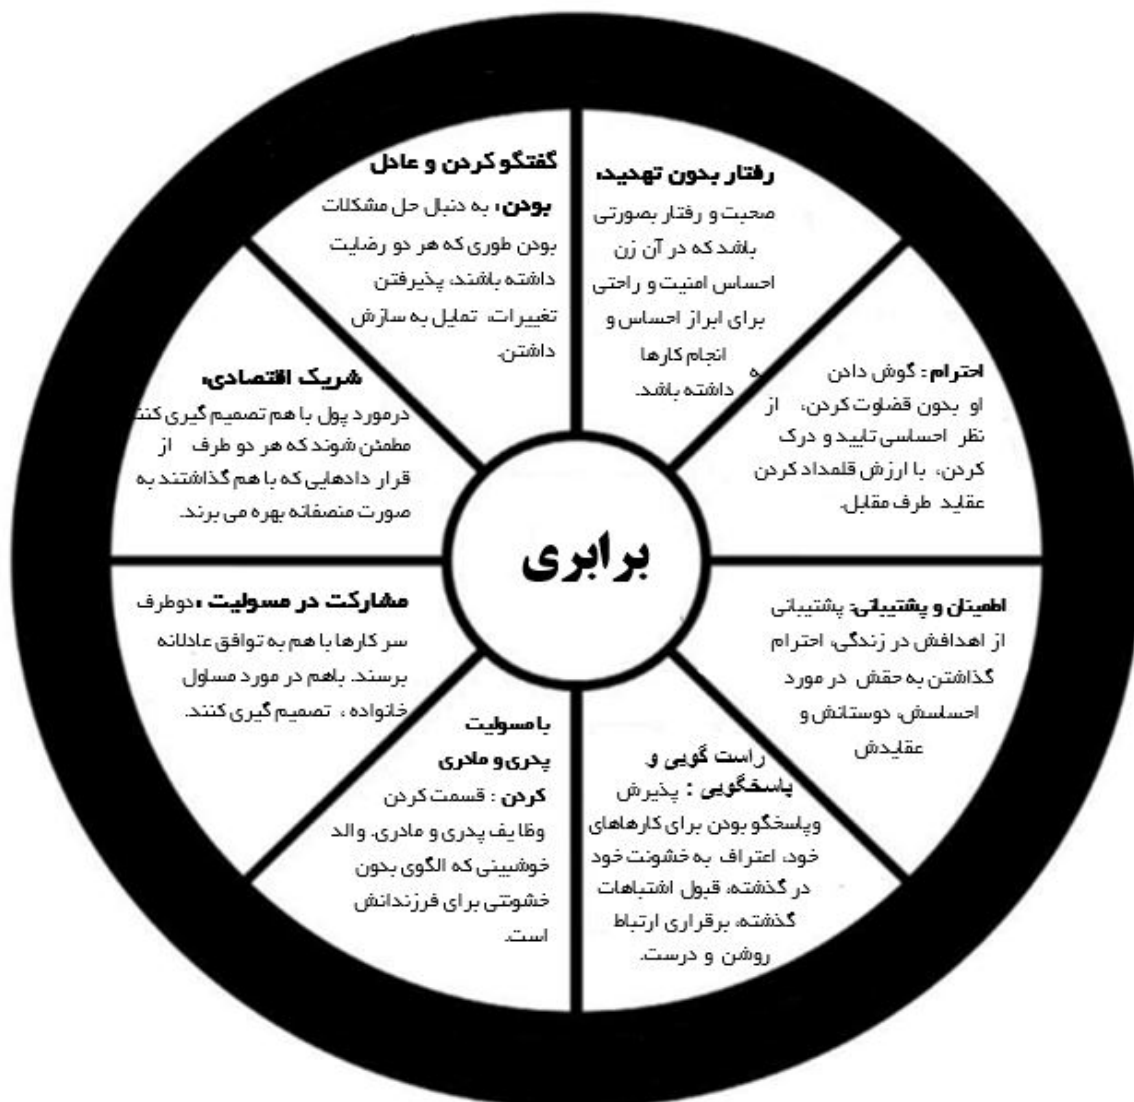 برابری
رفتار بدون تهدید:
صحبت و رفتار بصورتی
باشد که در آن زن
احساس امنیت و راحتی
برای ابراز احساس و
انجام کارها
داشته باشد.
احترام : گوش دادن به
او بدون قضاوت کردن، از
نظر احساسی تایید و درک
کردن، با ارزش قلمداد کردن
عقاید طرف مقابل.
اطمینان و پشتیبانی: پشتیبانی
از اهدافش در زندگی، احترام
گذاشتن به حقش در مورد
احساسش، دوستانش و
عقایدش
راست گویی و
پاسخگویی : پذیرش
وپاسخگو بودن برای کارهاهای
خود، اعتراف به خشونت خود
در گذشته، قبول اشتباهات
گذشته، برقراری ارتباط
روشن و درست.
با مسولیت
پدری و مادری
کردن : قسمت کردن
وظایف پدری و مادری. والد
خوشبینی که الگوی بدون
خشونتی برای فرزندانش
است.
مشارکت در مسولیت : دوطرف
سر کارها با هم به توافق عادلانه
برسند. باهم در مورد مساول
خانواده ، تصمیم گیری کنند.
شریک اقتصادی:
درمورد پول با هم تصمیم گیری کنند
مطمئن شوند که هر دو طرف از
قرار دادهایی که با هم گذاشتند به
صورت منصفانه بهره می برند.
گفتگو کردن و عادل
بودن: به دنبال حل مشکلات
بودن طوری که هر دو رضایت
داشته باشند، پذیرفتن
تغییرات، تمایل به سازش
داشتن.